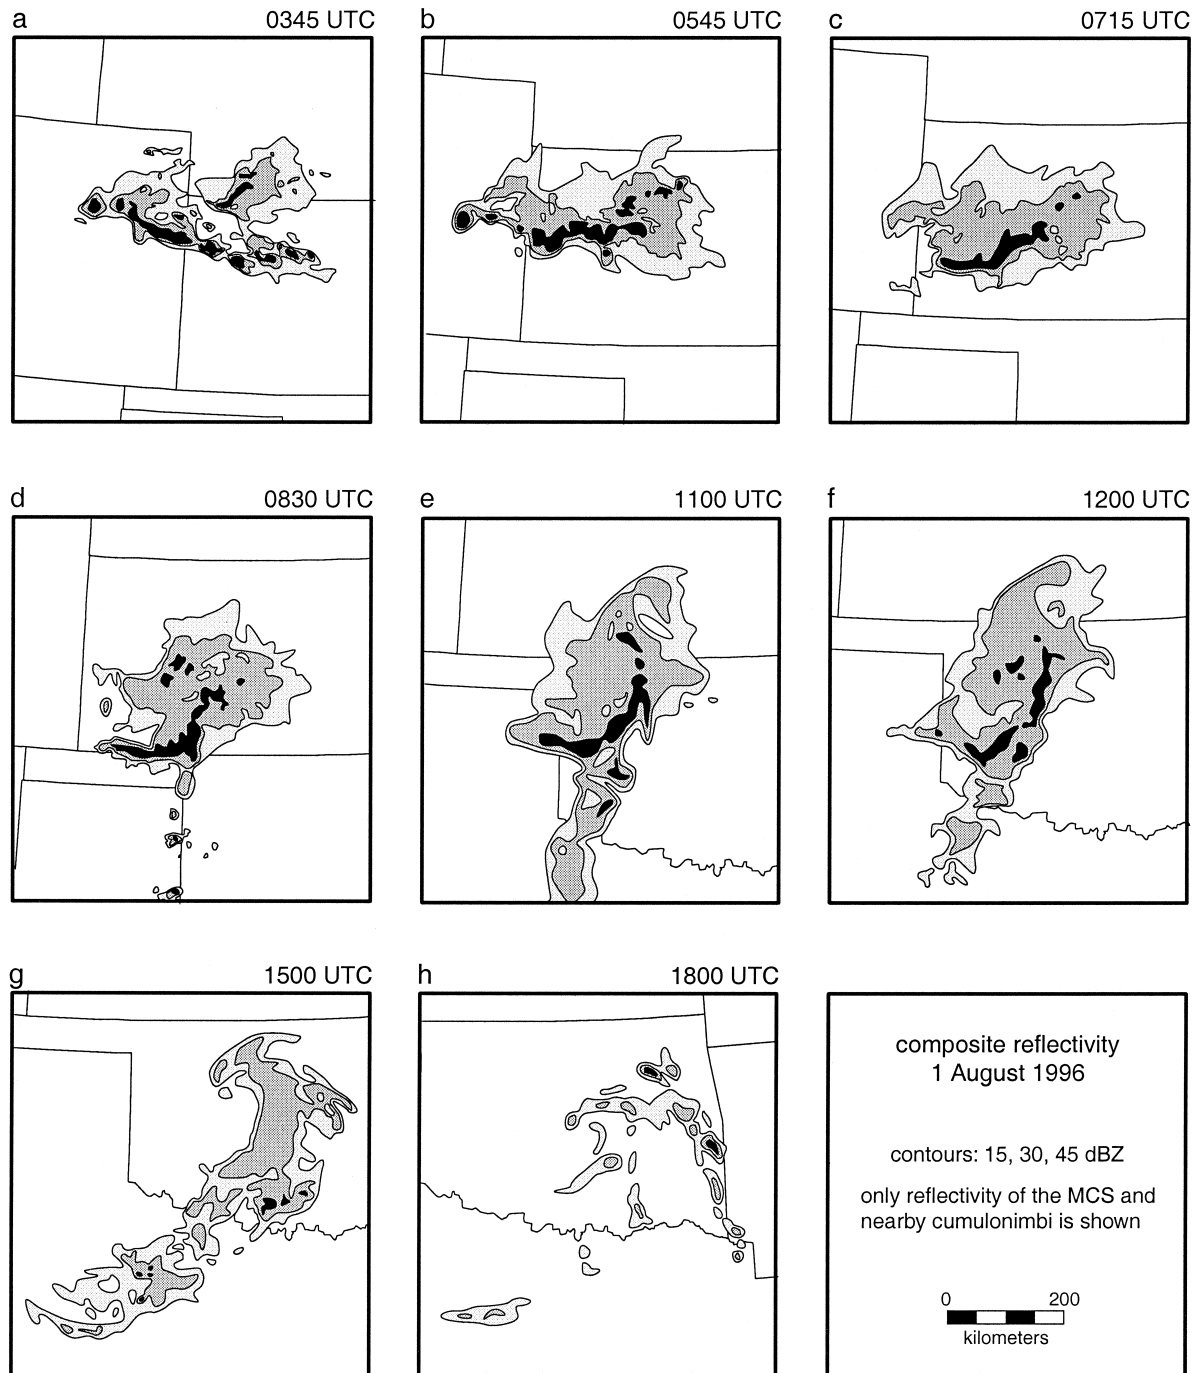 a 0345 UTC
b 0545 UTC
c 0715 UTC
d 0830 UTC
e 1100 UTC
f 1200 UTC
g 1500 UTC
h 1800 UTC
composite reflectivity
1 August 1996
contours: 15, 30, 45 dBZ
only reflectivity of the MCS and
nearby cumulonimbi is shown
0 200
kilometers